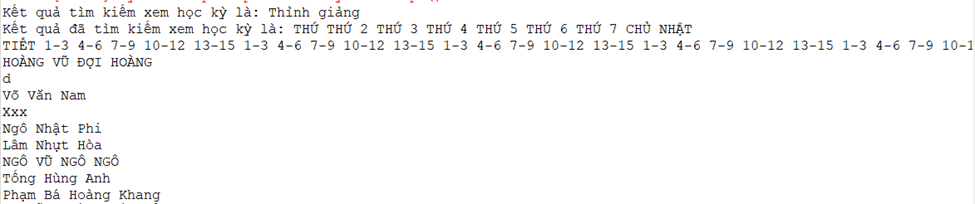 Kết quả tìm kiếm xem học kỳ là: Thỉnh giảng
Kết quả đã tìm kiếm xem học kỳ là: THỨ THỨ 2 THỨ 3 THỨ 4 THỨ 5 THỨ 6 THỨ 7 CHỦ NHẬT
TIẾT 1-3 4-6 7-9 10-12 13-15 1-3 4-6 7-9 10-12 13-15 1-3 4-6 7-9 10-12 13-15 1-3 4-6 7-9 10-12 13-15 1-3 4-6 7-9 10-1
HOÀNG VŨ ĐỢI HOÀNG
d
Võ Văn Nam
Xxx
Ngô Nhật Phi
Lâm Nhựt Hòa
NGÔ VŨ NGÔ NGÔ
Tống Hùng Anh
Phạm Bá Hoàng Khang